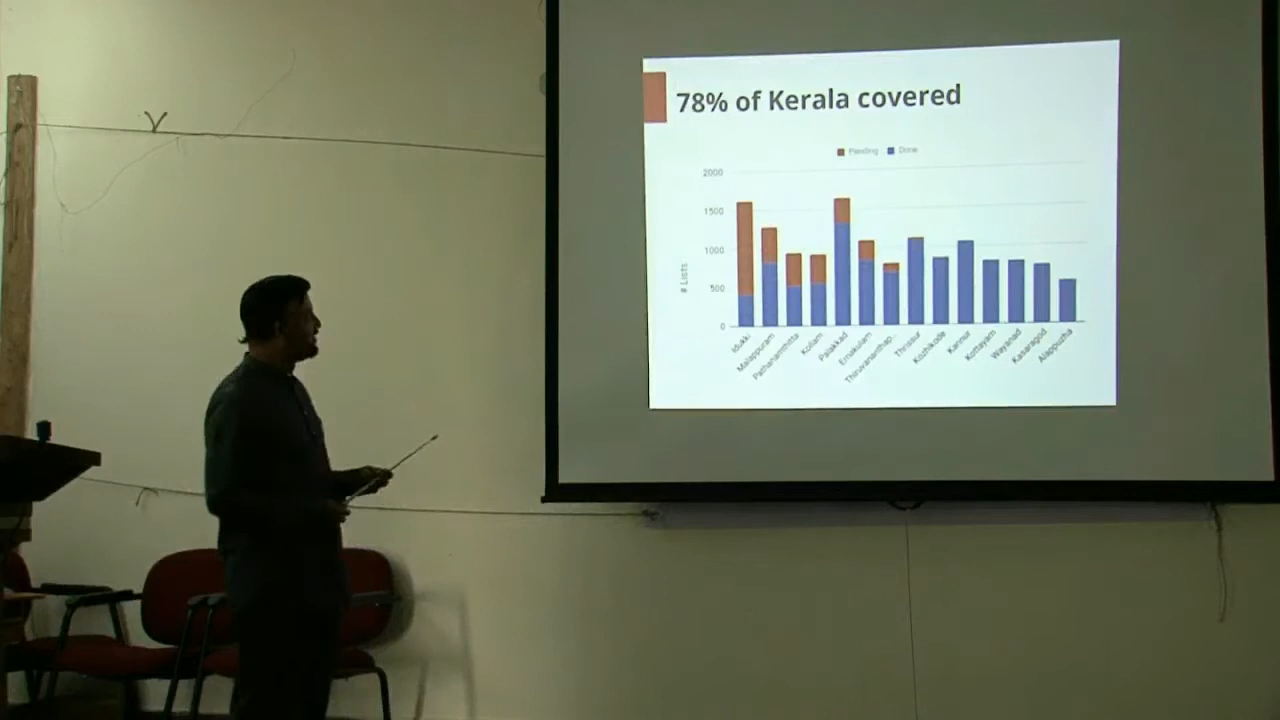 78% of Kerala covered
Pending Done
2000
1500
1000
500
0
# Lists
Idukki
Malappuram
Pathanamthitta
Kollam
Palakkad
Ernakulam
Thiruvananthap...
Thrissur
Kozhikode
Kannur
Kottayam
Wayanad
Kasaragod
Alappuzha